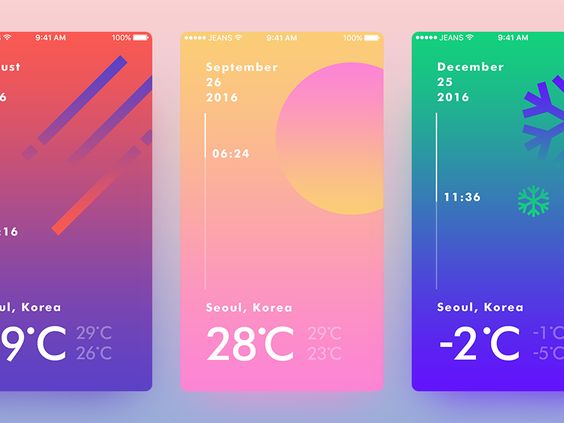 9:41 AM 100%
ust
6
:16
ul, Korea
9°C
29°C
26°C
JEANS 9:41 AM 100%
September
26
2016
06:24
Seoul, Korea
28°C
29°C
23°C
JEANS 9:41 AM
December
25
2016
11:36
Seoul, Korea
-2°C
-1°C
-5°C